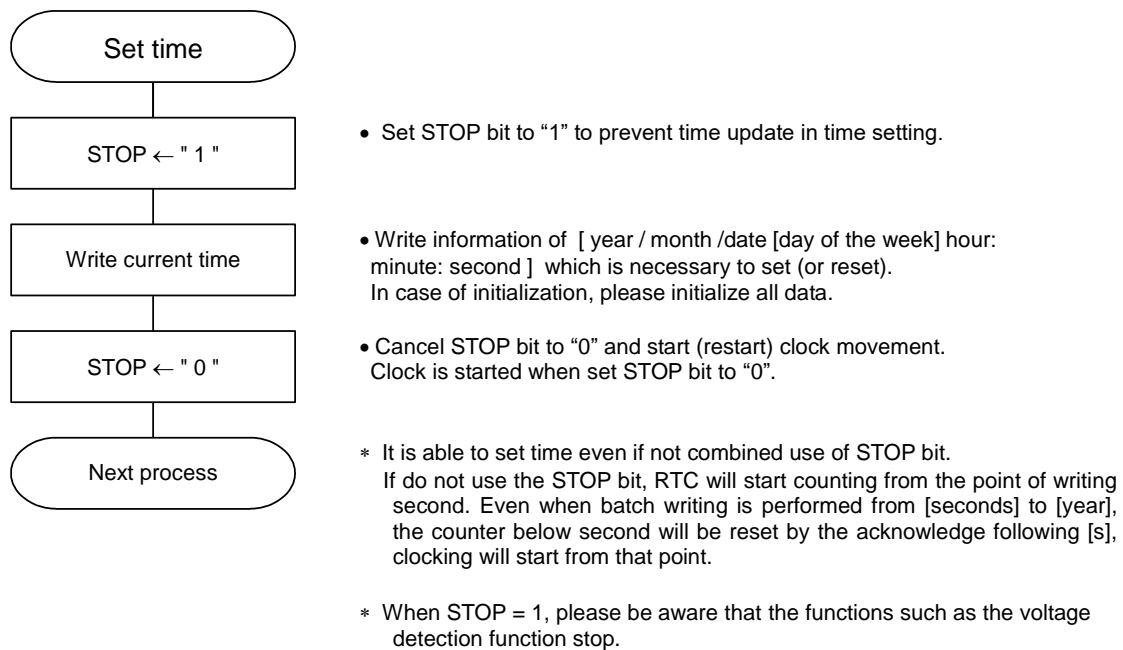 Set time
STOP ← " 1 "
• Set STOP bit to “1” to prevent time update in time setting.
Write current time
• Write information of [ year / month /date [day of the week] hour:
minute: second ] which is necessary to set (or reset).
In case of initialization, please initialize all data.
STOP ← " 0 "
• Cancel STOP bit to “0” and start (restart) clock movement.
Clock is started when set STOP bit to “0”.
Next process
* It is able to set time even if not combined use of STOP bit.
If do not use the STOP bit, RTC will start counting from the point of writing
second. Even when batch writing is performed from [seconds] to [year],
the counter below second will be reset by the acknowledge following [s],
clocking will start from that point.
* When STOP = 1, please be aware that the functions such as the voltage
detection function stop.